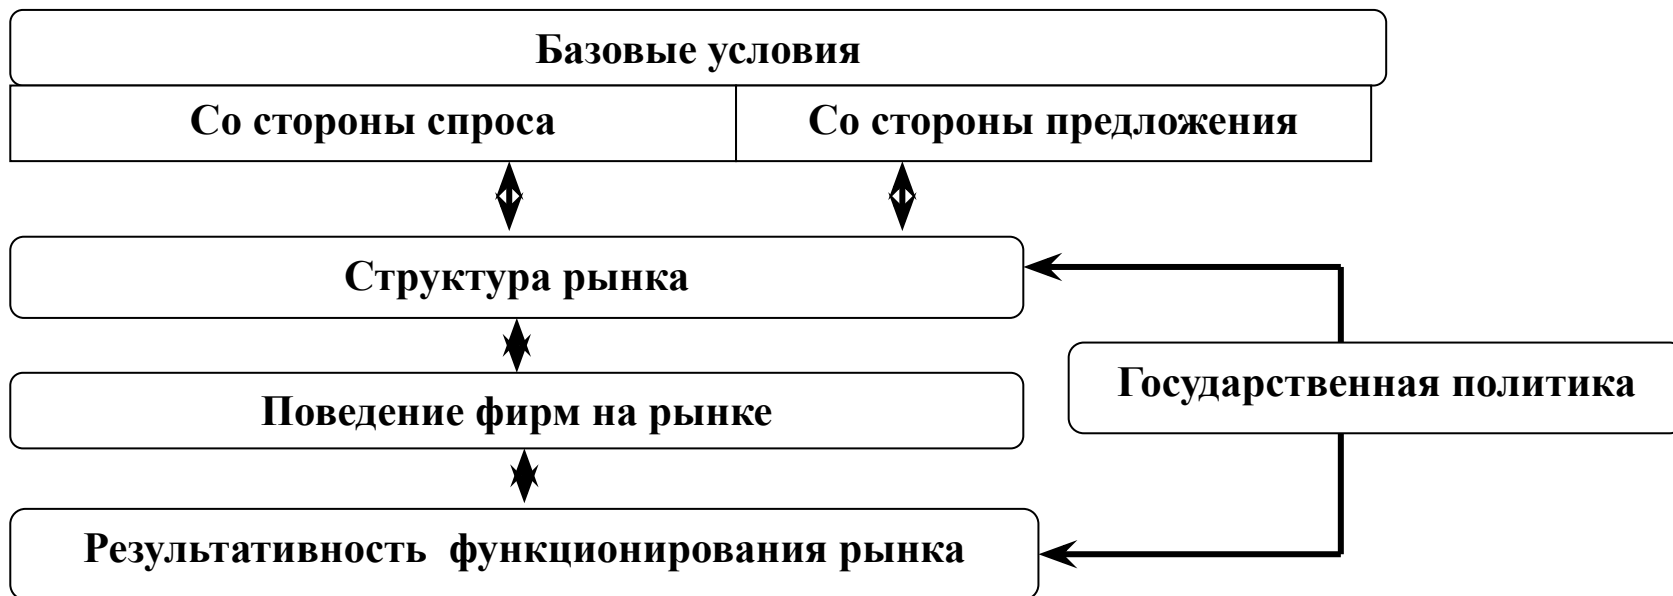 Базовые условия
Со стороны спроса
Со стороны предложения
Структура рынка
Государственная политика
Поведение фирм на рынке
Результативность функционирования рынка